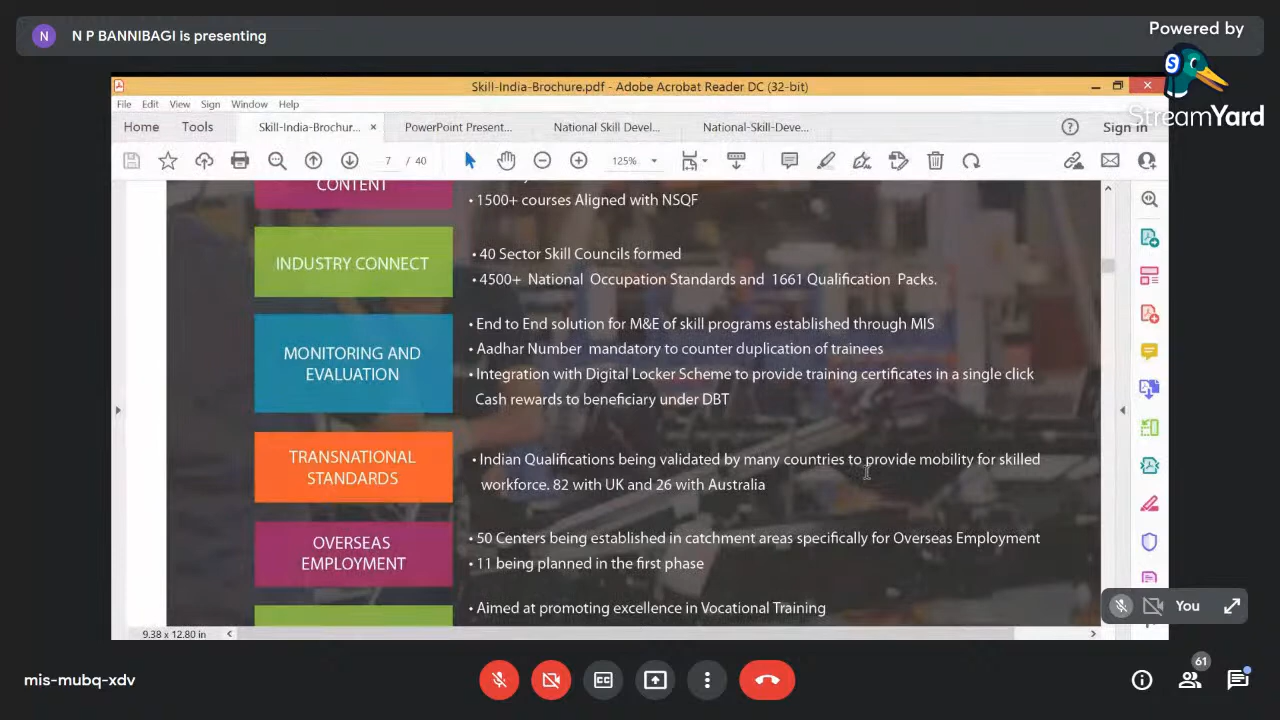 N
N P BANNIBAGI is presenting
Powered by
S
StreamYard
Skill-India-Brochure.pdf - Adobe Acrobat Reader DC (32-bit)
File Edit View Sign Window Help
Home Tools Skill-India-Brochur... × PowerPoint Present... National Skill Devel... National-Skill-Deve... ? Sign In
7 / 40 125%
CONTENT
• 1500+ courses Aligned with NSQF
INDUSTRY CONNECT
• 40 Sector Skill Councils formed
• 4500+ National Occupation Standards and 1661 Qualification Packs.
MONITORING AND
EVALUATION
• End to End solution for M&E of skill programs established through MIS
• Aadhar Number mandatory to counter duplication of trainees
• Integration with Digital Locker Scheme to provide training certificates in a single click
Cash rewards to beneficiary under DBT
TRANSNATIONAL
STANDARDS
• Indian Qualifications being validated by many countries to provide mobility for skilled
workforce. 82 with UK and 26 with Australia
OVERSEAS
EMPLOYMENT
• 50 Centers being established in catchment areas specifically for Overseas Employment
• 11 being planned in the first phase
• Aimed at promoting excellence in Vocational Training
You
9.38 x 12.80 in
mis-mubq-xdv
CC
61